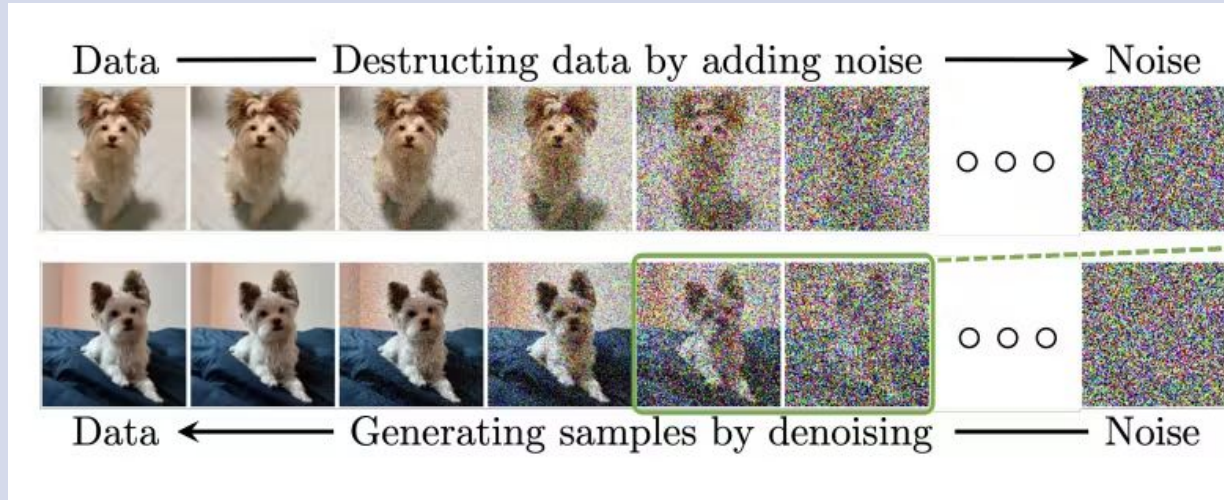 Data Destructing data by adding noise Noise
Data Generating samples by denoising Noise